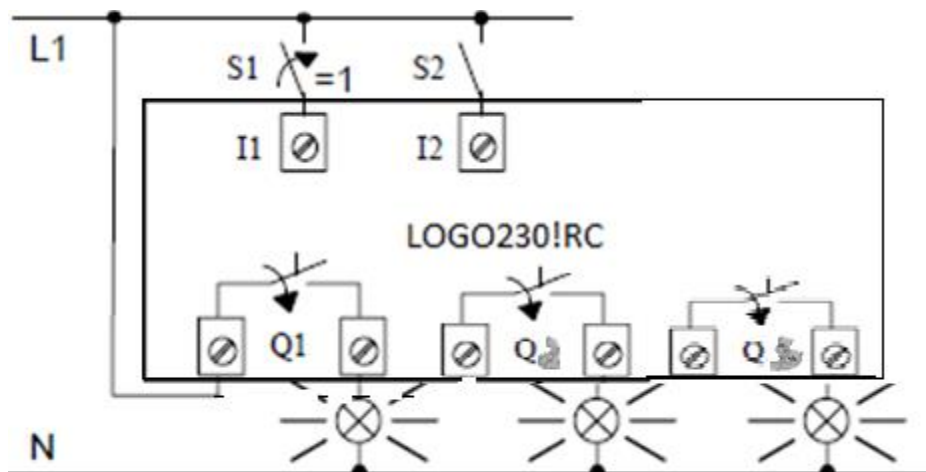 L1
S1 =1 S2
I1 I2
LOGO230!RC
Q1 Q Q
N